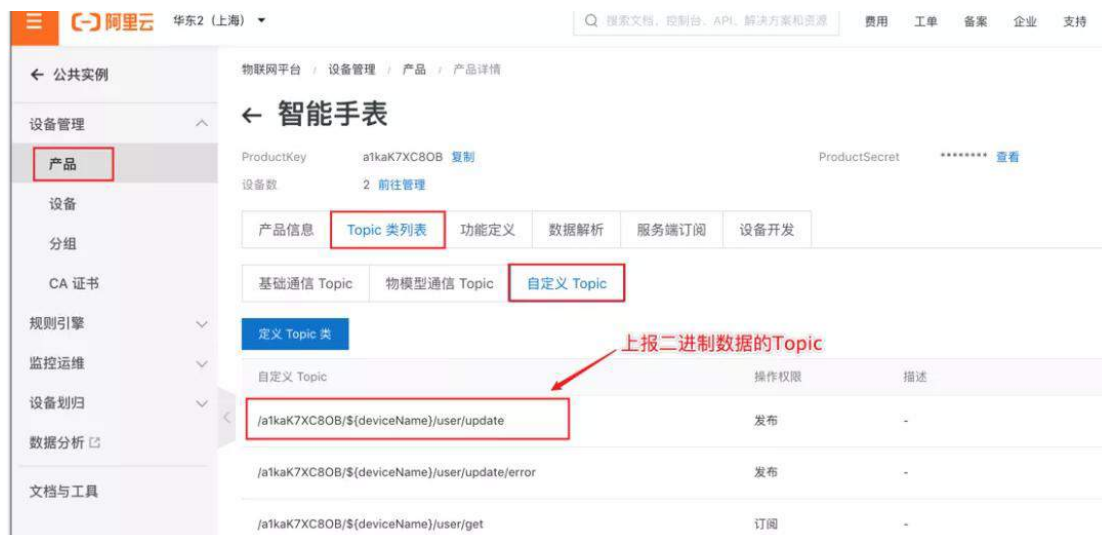 阿里云 华东2（上海） 搜索文档、控制台、API、解决方案和资源 费用 工单 备案 企业 支持
← 公共实例
物联网平台 / 设备管理 / 产品 / 产品详情
← 智能手表
设备管理
ProductKey a1kaK7XC8OB 复制 ProductSecret ******** 查看
产品
设备数 2 前往管理
设备
产品信息 Topic 类列表 功能定义 数据解析 服务端订阅 设备开发
分组
CA 证书
基础通信 Topic 物模型通信 Topic 自定义 Topic
规则引擎
定义 Topic 类
上报二进制数据的Topic
监控运维
自定义 Topic 操作权限 描述
设备划归
/a1kaK7XC8OB/${deviceName}/user/update 发布 -
数据分析
/a1kaK7XC8OB/${deviceName}/user/update/error 发布 -
文档与工具
/a1kaK7XC8OB/${deviceName}/user/get 订阅 -